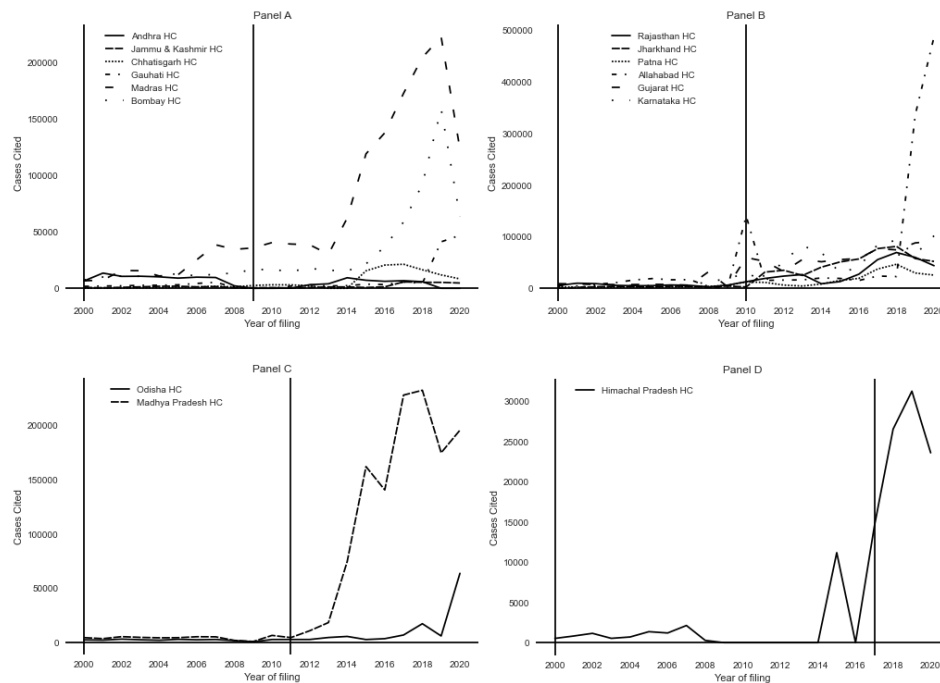 Panel A
Andhra HC
Jammu & Kashmir HC
Chhatisgarh HC
Gauhati HC
Madras HC
Bombay HC
200000
150000
100000
50000
0
Cases Cited
2000 2002 2004 2006 2008 2010 2012 2014 2016 2018 2020
Year of filing
Panel B
Rajasthan HC
Jharkhand HC
Patna HC
Allahabad HC
Gujarat HC
Karnataka HC
500000
400000
300000
200000
100000
0
Cases Cited
2000 2002 2004 2006 2008 2010 2012 2014 2016 2018 2020
Year of filing
Panel C
Odisha HC
Madhya Pradesh HC
200000
150000
100000
50000
0
Cases Cited
2000 2002 2004 2006 2008 2010 2012 2014 2016 2018 2020
Year of filing
Panel D
Himachal Pradesh HC
30000
25000
20000
15000
10000
5000
0
Cases Cited
2000 2002 2004 2006 2008 2010 2012 2014 2016 2018 2020
Year of filing